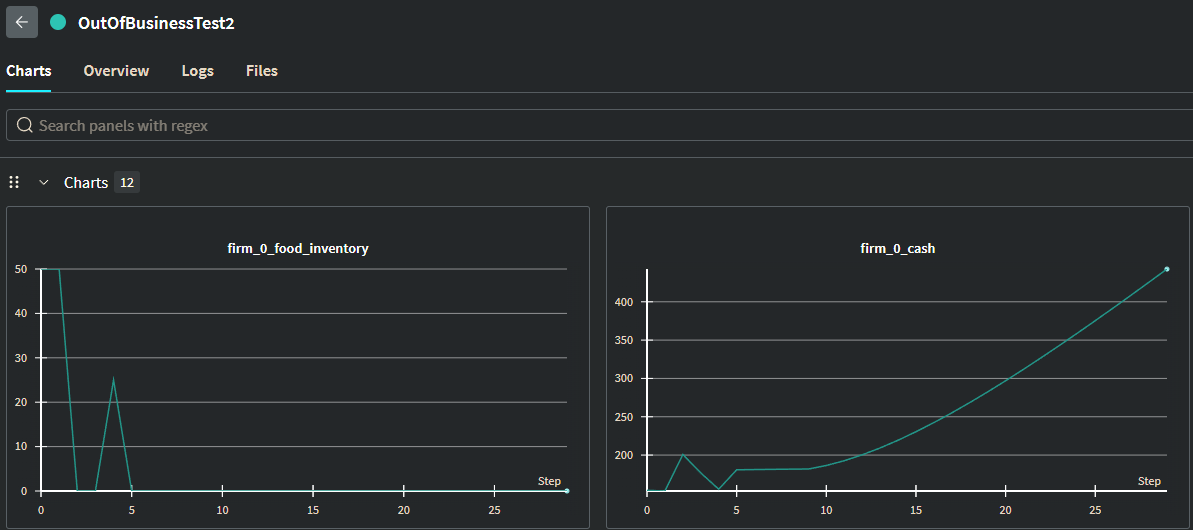 OutOfBusinessTest2
Charts Overview Logs Files
Search panels with regex
Charts 12
firm_0_food_inventory
50
40
30
20
10
0
Step
0 5 10 15 20 25
firm_0_cash
400
350
300
250
200
Step
0 5 10 15 20 25